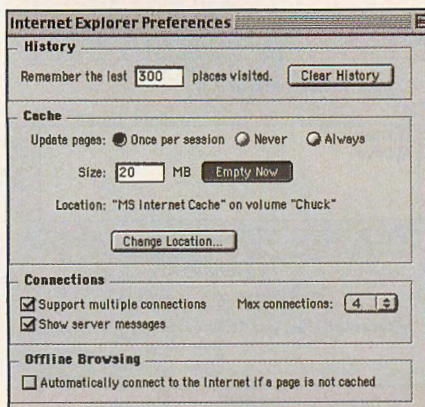 Internet Explorer Preferences
History
Remember the last 300 places visited. Clear History
Cache
Update pages: Once per session Never Always
Size: 20 MB Empty Now
Location: "MS Internet Cache" on volume "Chuck"
Change Location...
Connections
Support multiple connections Max connections: 4
Show server messages
Offline Browsing
Automatically connect to the Internet if a page is not cached